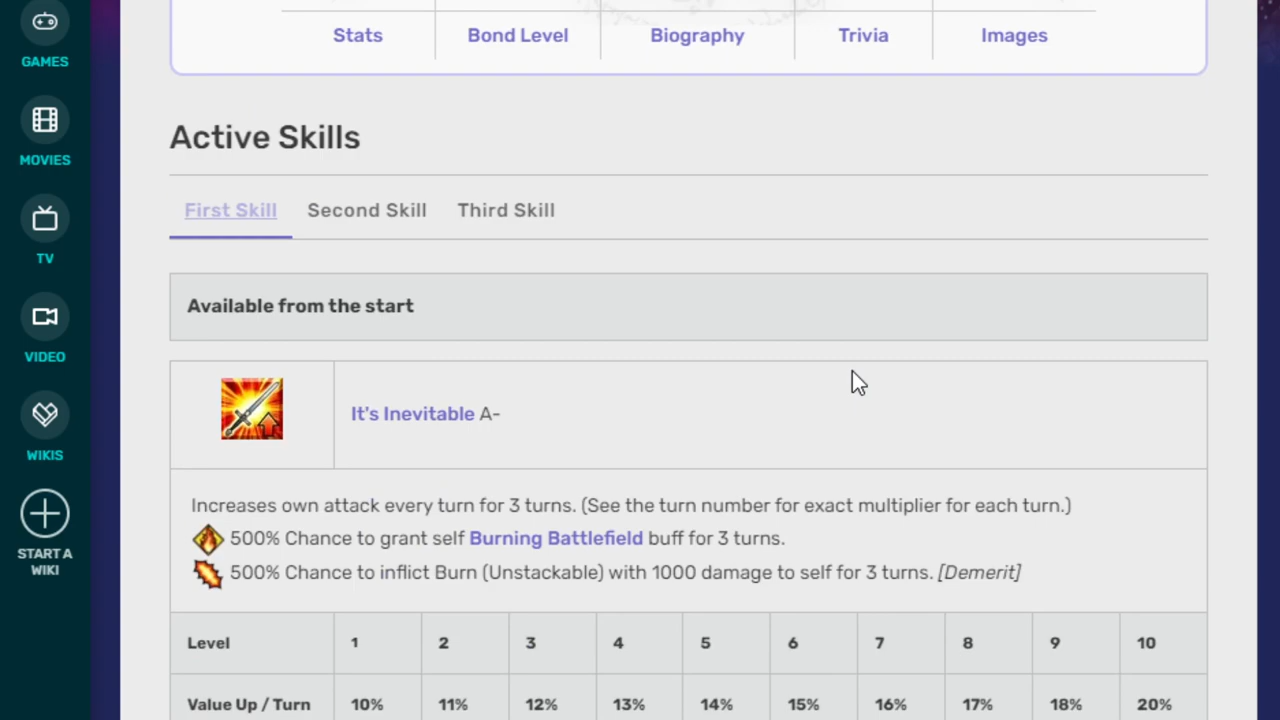 GAMES
MOVIES
TV
VIDEO
WIKIS
START A
WIKI
Stats Bond Level Biography Trivia Images
Active Skills
First Skill Second Skill Third Skill
Available from the start
It's Inevitable A-
Increases own attack every turn for 3 turns. (See the turn number for exact multiplier for each turn.)
500% Chance to grant self Burning Battlefield buff for 3 turns.
500% Chance to inflict Burn (Unstackable) with 1000 damage to self for 3 turns. [Demerit]
Level 1 2 3 4 5 6 7 8 9 10
Value Up / Turn 10% 11% 12% 13% 14% 15% 16% 17% 18% 20%